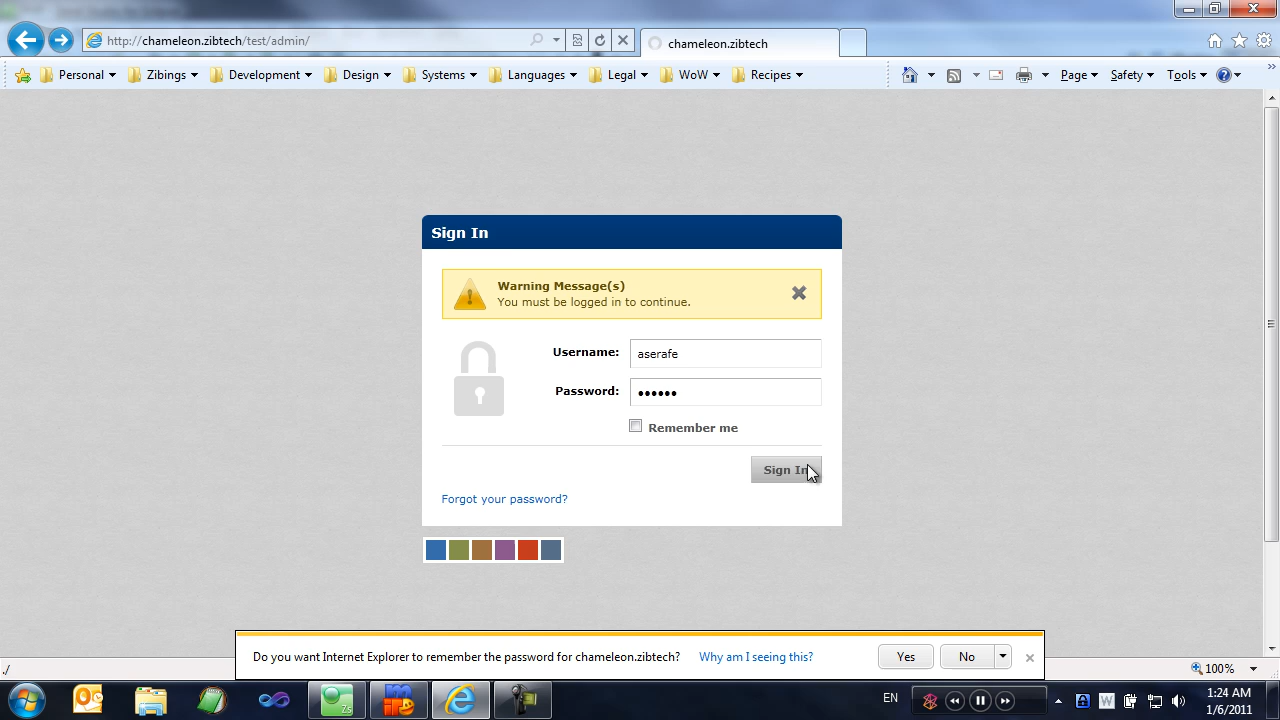 http://chameleon.zibtech/test/admin/
chameleon.zibtech
Personal Zibings Development Design Systems Languages Legal WoW Recipes
Page Safety Tools
Sign In
Warning Message(s)
You must be logged in to continue.
Username: aserafe
Password: ••••••
Remember me
Sign In
Forgot your password?
Do you want Internet Explorer to remember the password for chameleon.zibtech? Why am I seeing this? Yes No
./
100%
EN
1:24 AM
1/6/2011